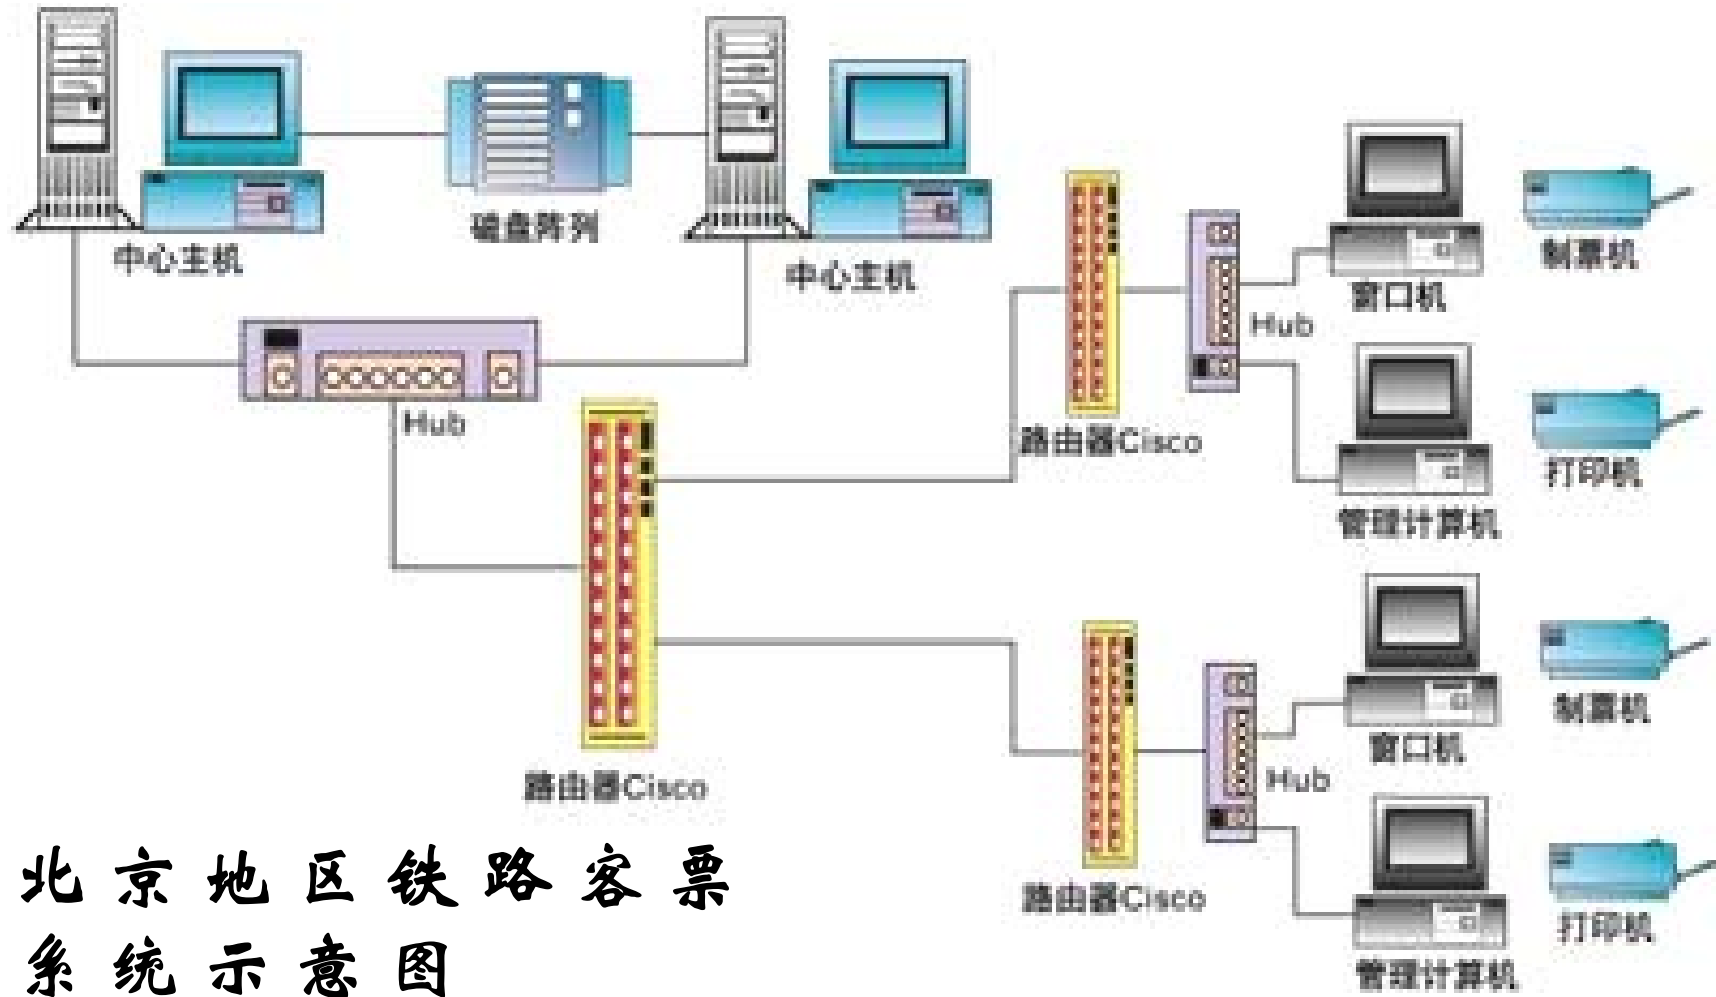 磁盘阵列
中心主机
中心主机
Hub
路由器Cisco
路由器Cisco
Hub
窗口机
制票机
管理计算机
打印机
路由器Cisco
Hub
窗口机
制票机
管理计算机
打印机
北京地区铁路客票
系统示意图